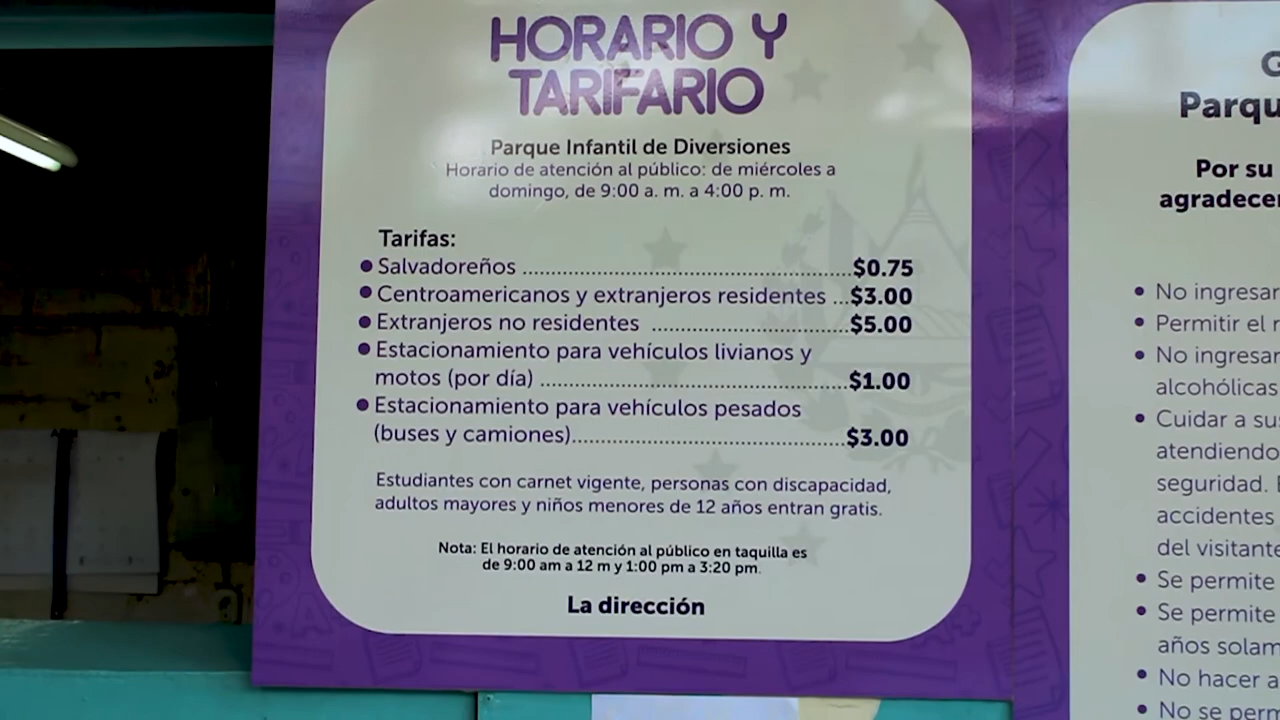 HORARIO Y
TARIFARIO
Parque Infantil de Diversiones
Horario de atención al público: de miércoles a
domingo, de 9:00 a. m. a 4:00 p. m.
Tarifas:
● Salvadoreños ................................................... $0.75
● Centroamericanos y extranjeros residentes ... $3.00
● Extranjeros no residentes .............................. $5.00
● Estacionamiento para vehículos livianos y
motos (por día) ................................................ $1.00
● Estacionamiento para vehículos pesados
(buses y camiones)........................................... $3.00
Estudiantes con carnet vigente, personas con discapacidad,
adultos mayores y niños menores de 12 años entran gratis.
Nota: El horario de atención al público en taquilla es
de 9:00 am a 12 m y 1:00 pm a 3:20 pm.
La dirección
Por su
• No ingresar
• Permitir el
• No ingresar
alcohólicas
• Cuidar a
atendiendo
seguridad.
accidentes
del visitante
• Se permite
• Se permite
años
• No hacer a
• No se